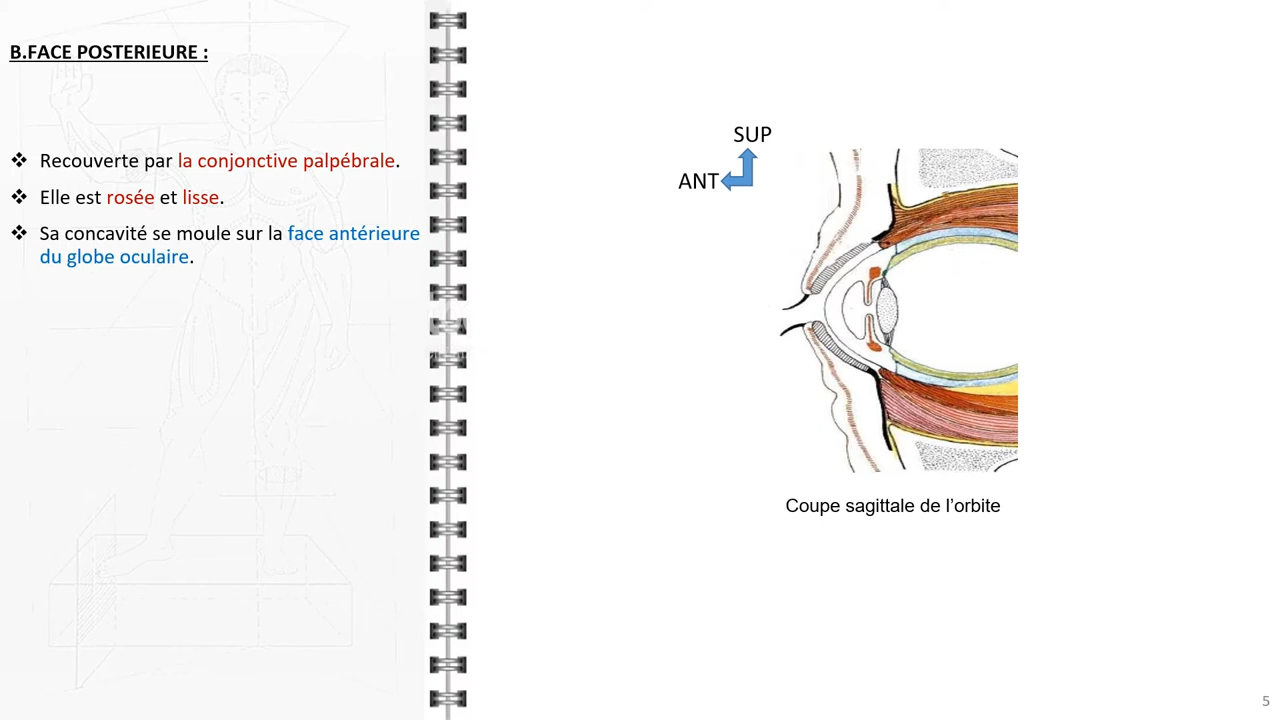 B.FACE POSTERIEURE :
❖ Recouverte par la conjonctive palpébrale.
❖ Elle est rosée et lisse.
❖ Sa concavité se moule sur la face antérieure
du globe oculaire.
SUP
ANT
Coupe sagittale de l’orbite
5